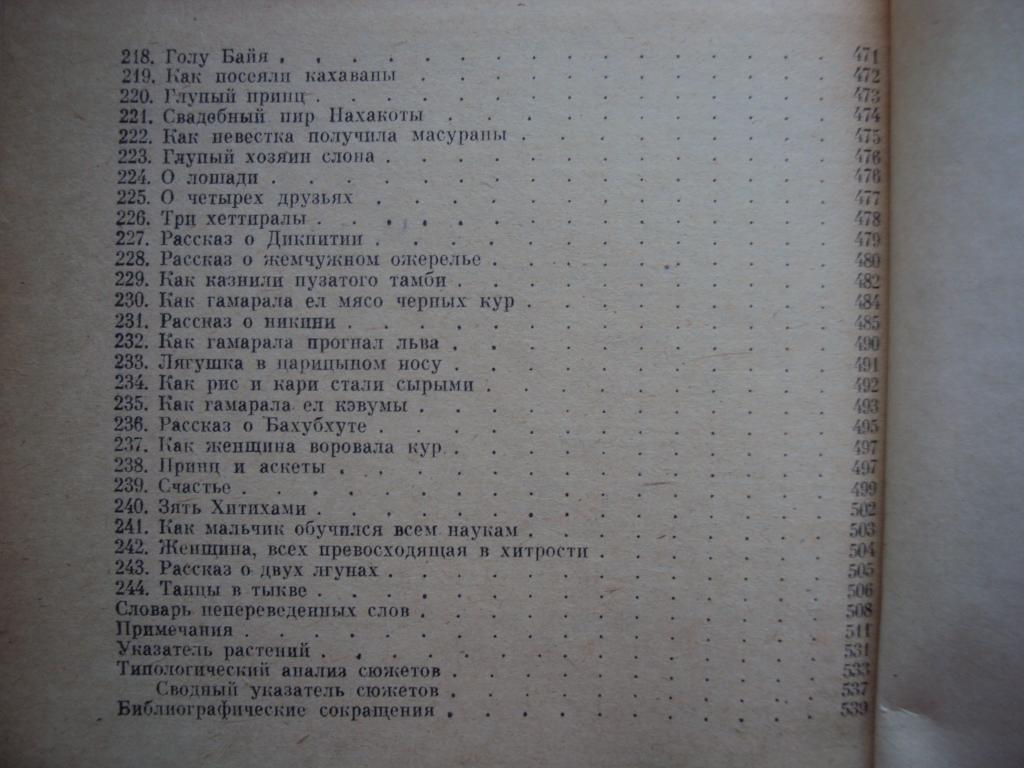 218. Голу Байя . . . . . . . . . . . . . . . . 471
219. Как посеяли кахаваны . . . . . . . . . . . 472
220. Глупый принц . . . . . . . . . . . . . . . 473
221. Свадебный пир Нахакоты . . . . . . . . . . 474
222. Как невестка получила масураны . . . . . . . 475
223. Глупый хозяин слона . . . . . . . . . . . . 476
224. О лошади . . . . . . . . . . . . . . . . . 476
225. О четырех друзьях . . . . . . . . . . . . . 477
226. Три хеттиралы . . . . . . . . . . . . . . . 478
227. Рассказ о Дикпитии . . . . . . . . . . . . . 479
228. Рассказ о жемчужном ожерелье . . . . . . . . 480
229. Как казнили пузатого тамби . . . . . . . . . 482
230. Как гамарала ел мясо черных кур . . . . . . . 484
231. Рассказ о никини . . . . . . . . . . . . . . 485
232. Как гамарала прогнал льва . . . . . . . . . . 490
233. Лягушка в царицыном носу . . . . . . . . . . 491
234. Как рис и кари стали сырыми . . . . . . . . . 492
235. Как гамарала ел кэвумы . . . . . . . . . . . 493
236. Рассказ о Бахубхуте . . . . . . . . . . . . 495
237. Как женщина воровала кур . . . . . . . . . . 497
238. Принц и аскеты . . . . . . . . . . . . . . 497
239. Счастье . . . . . . . . . . . . . . . . . . 499
240. Зять Хитихами . . . . . . . . . . . . . . . 502
241. Как мальчик обучился всем наукам . . . . . . . 503
242. Женщина, всех превосходящая в хитрости . . . . . 504
243. Рассказ о двух лгунах . . . . . . . . . . . . 505
244. Танцы в тыкве . . . . . . . . . . . . . . . 506
Словарь непереведенных слов . . . . . . . . . . . 508
Примечания . . . . . . . . . . . . . . . . . . 511
Указатель растений . . . . . . . . . . . . . . 531
Типологический анализ сюжетов . . . . . . . . . . 533
Сводный указатель сюжетов . . . . . . . . . . 537
Библиографические сокращения . . . . . . . . . . 539